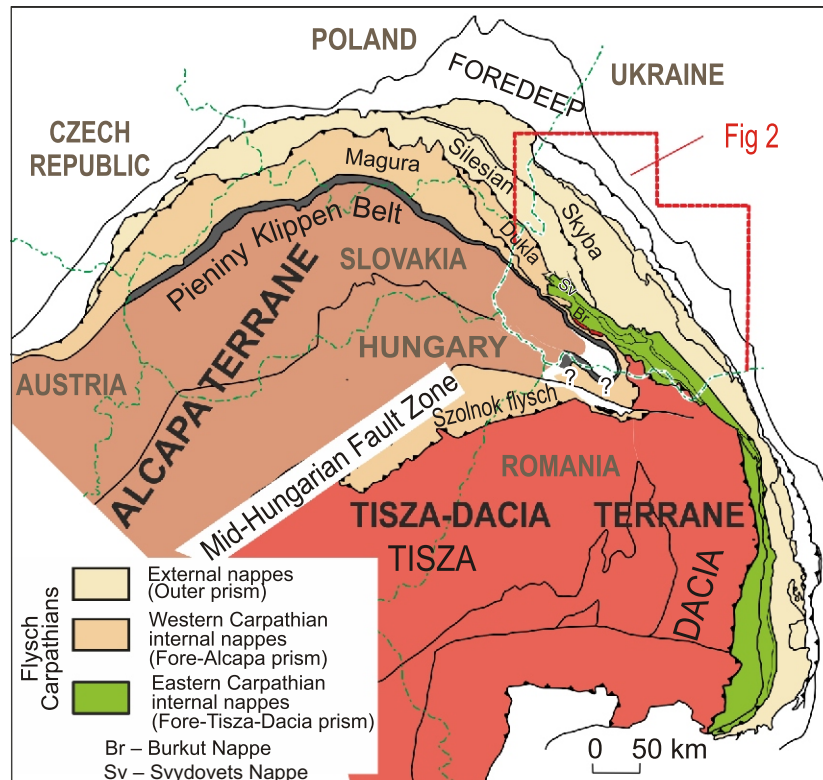 POLAND
UKRAINE
FOREDEEP
CZECH
REPUBLIC
Fig 2
Magura
Silesian
Skyba
Pieniny Klippen Belt
Dukla
SLOVAKIA
Sv
Br
ALCAPA TERRANE
HUNGARY
AUSTRIA
? ?
Szolnok flysch
Mid-Hungarian Fault Zone
ROMANIA
TISZA-DACIA TERRANE
TISZA
DACIA
Flysch
Carpathians
External nappes
(Outer prism)
Western Carpathian
internal nappes
(Fore-Alcapa prism)
Eastern Carpathian
internal nappes
(Fore-Tisza-Dacia prism)
Br – Burkut Nappe
Sv – Svydovets Nappe
0 50 km